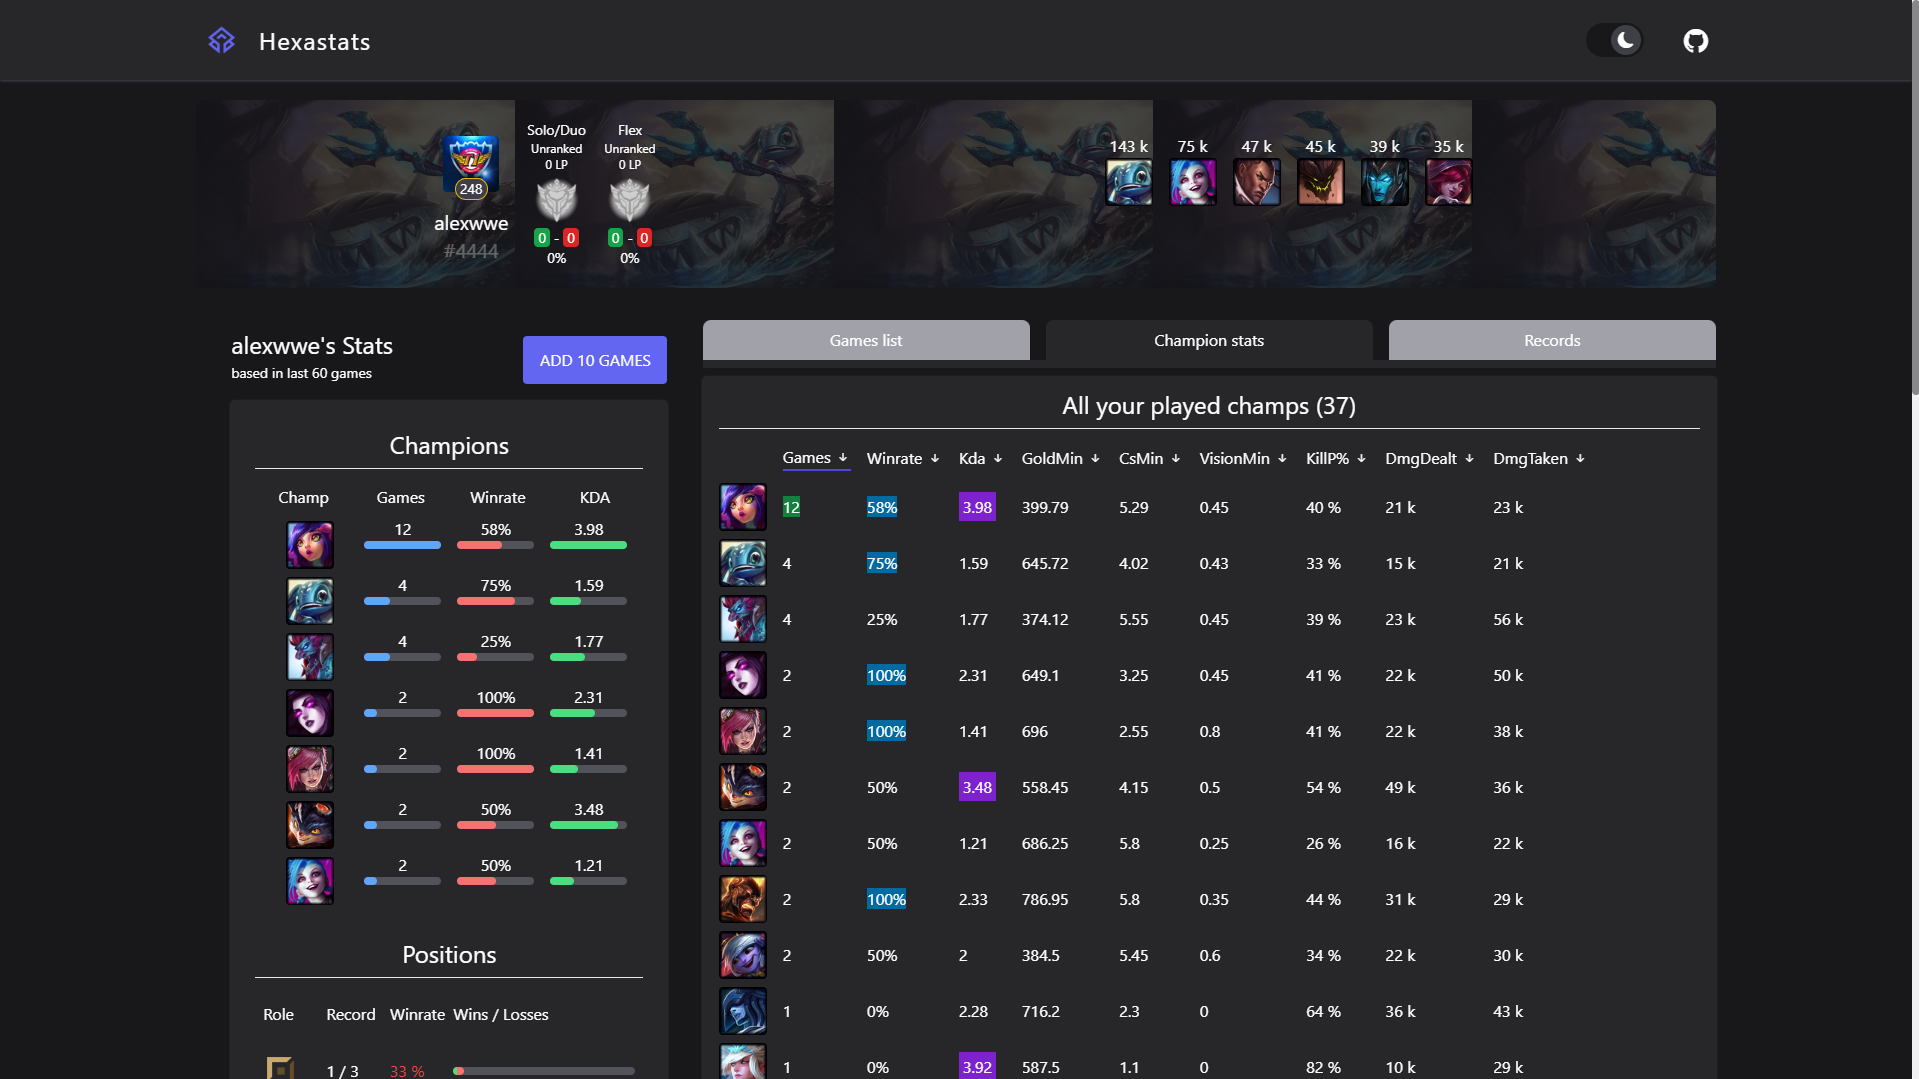 Hexastats
248
alexwwe
#4444
Solo/Duo
Unranked
0 LP
0 - 0
0%
Flex
Unranked
0 LP
0 - 0
0%
143 k 75 k 47 k 45 k 39 k 35 k
alexwwe's Stats
based in last 60 games
ADD 10 GAMES
Champions
Champ Games Winrate KDA
12 58% 3.98
4 75% 1.59
4 25% 1.77
2 100% 2.31
2 100% 1.41
2 50% 3.48
2 50% 1.21
Positions
Role Record Winrate Wins / Losses
1 / 3 33 %
Games list Champion stats Records
All your played champs (37)
Games ↓ Winrate ↓ Kda ↓ GoldMin ↓ CsMin ↓ VisionMin ↓ KillP% ↓ DmgDealt ↓ DmgTaken ↓
12 58% 3.98 399.79 5.29 0.45 40 % 21 k 23 k
4 75% 1.59 645.72 4.02 0.43 33 % 15 k 21 k
4 25% 1.77 374.12 5.55 0.45 39 % 23 k 56 k
2 100% 2.31 649.1 3.25 0.45 41 % 22 k 50 k
2 100% 1.41 696 2.55 0.8 41 % 22 k 38 k
2 50% 3.48 558.45 4.15 0.5 54 % 49 k 36 k
2 50% 1.21 686.25 5.8 0.25 26 % 16 k 22 k
2 100% 2.33 786.95 5.8 0.35 44 % 31 k 29 k
2 50% 2 384.5 5.45 0.6 34 % 22 k 30 k
1 0% 2.28 716.2 2.3 0 64 % 36 k 43 k
1 0% 3.92 587.5 1.1 0 82 % 10 k 29 k